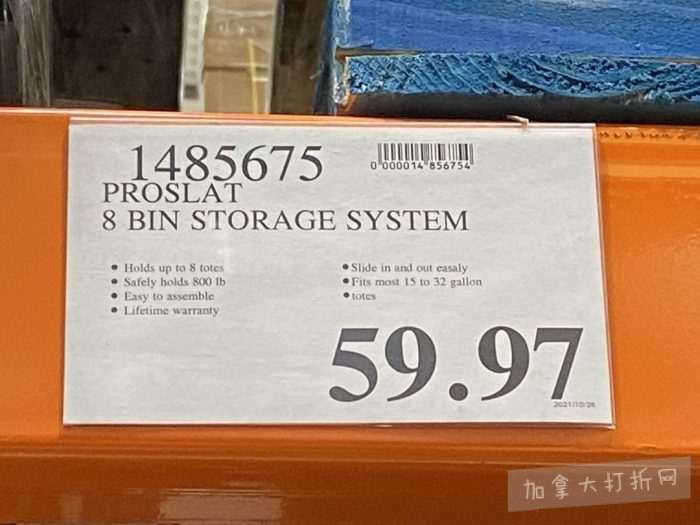 1485675
0 000014 856754
PROSLAT
8 BIN STORAGE SYSTEM
• Holds up to 8 totes
• Safely holds 800 lb
• Easy to assemble
• Lifetime warranty
• Slide in and out easaly
• Fits most 15 to 32 gallon
• totes
59.97
2021/10/26
加拿大打折网